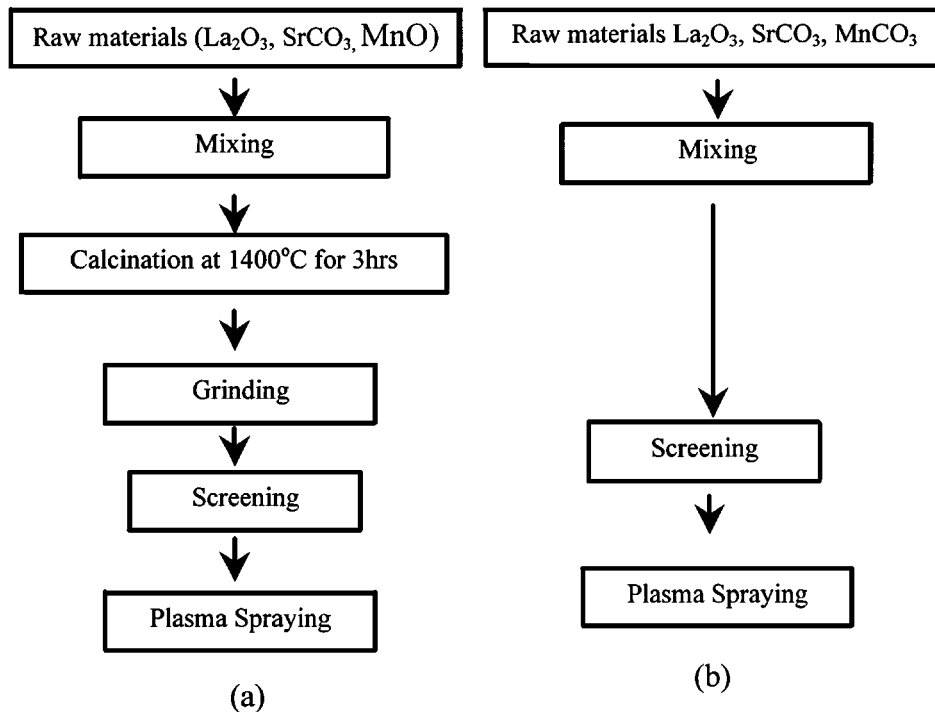 Raw materials (La₂O₃, SrCO₃, MnO)
Mixing
Calcination at 1400°C for 3hrs
Grinding
Screening
Plasma Spraying
(a)
Raw materials La₂O₃, SrCO₃, MnCO₃
Mixing
Screening
Plasma Spraying
(b)